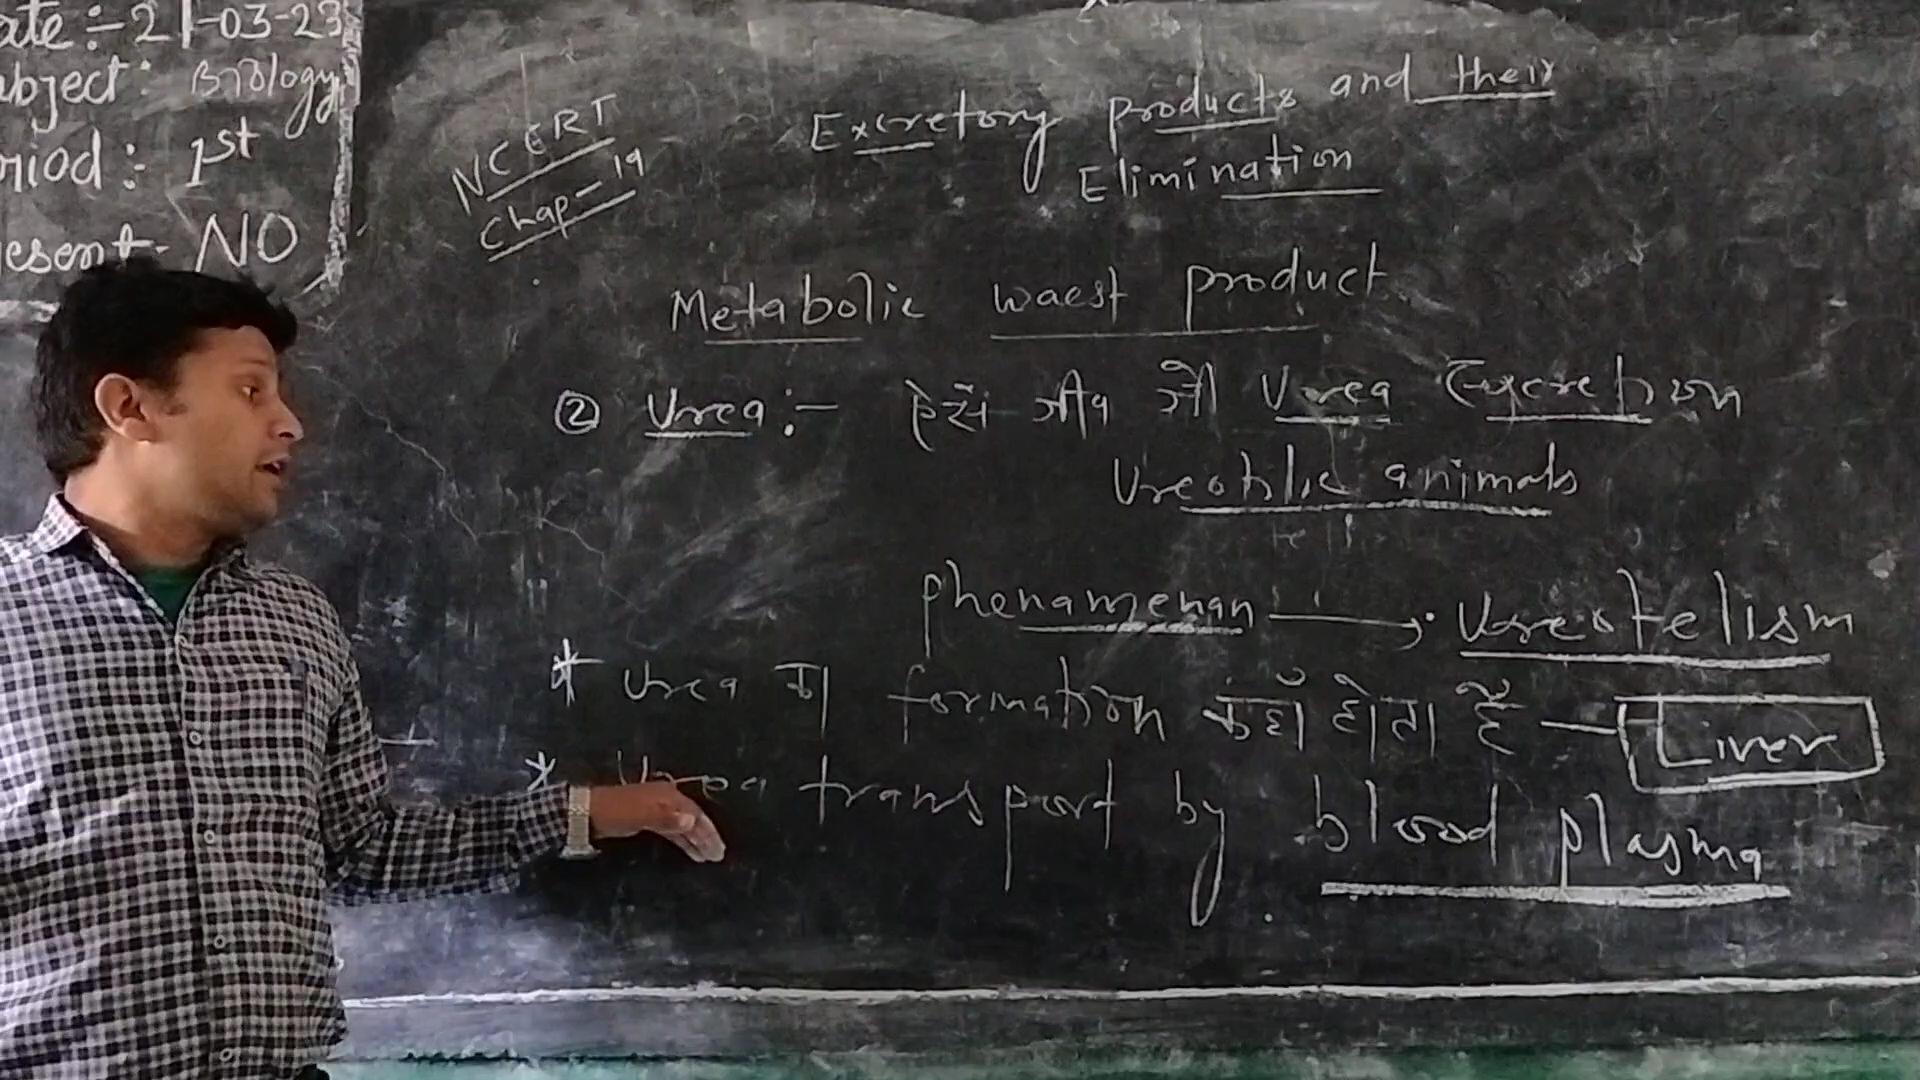 ate :- 21-03-23
ubject : Biology
riod :- 1st
esent - NO
NCERT
Chap-19
Excretory products and their
Elimination
Metabolic waest product
② Urea :- ऐसे जीव जो Urea Excretion
Ureotelic animals
phenamenan → Ureotelism
* Urea का formation कहाँ होता है — Liver
* Urea transport by blood plasma